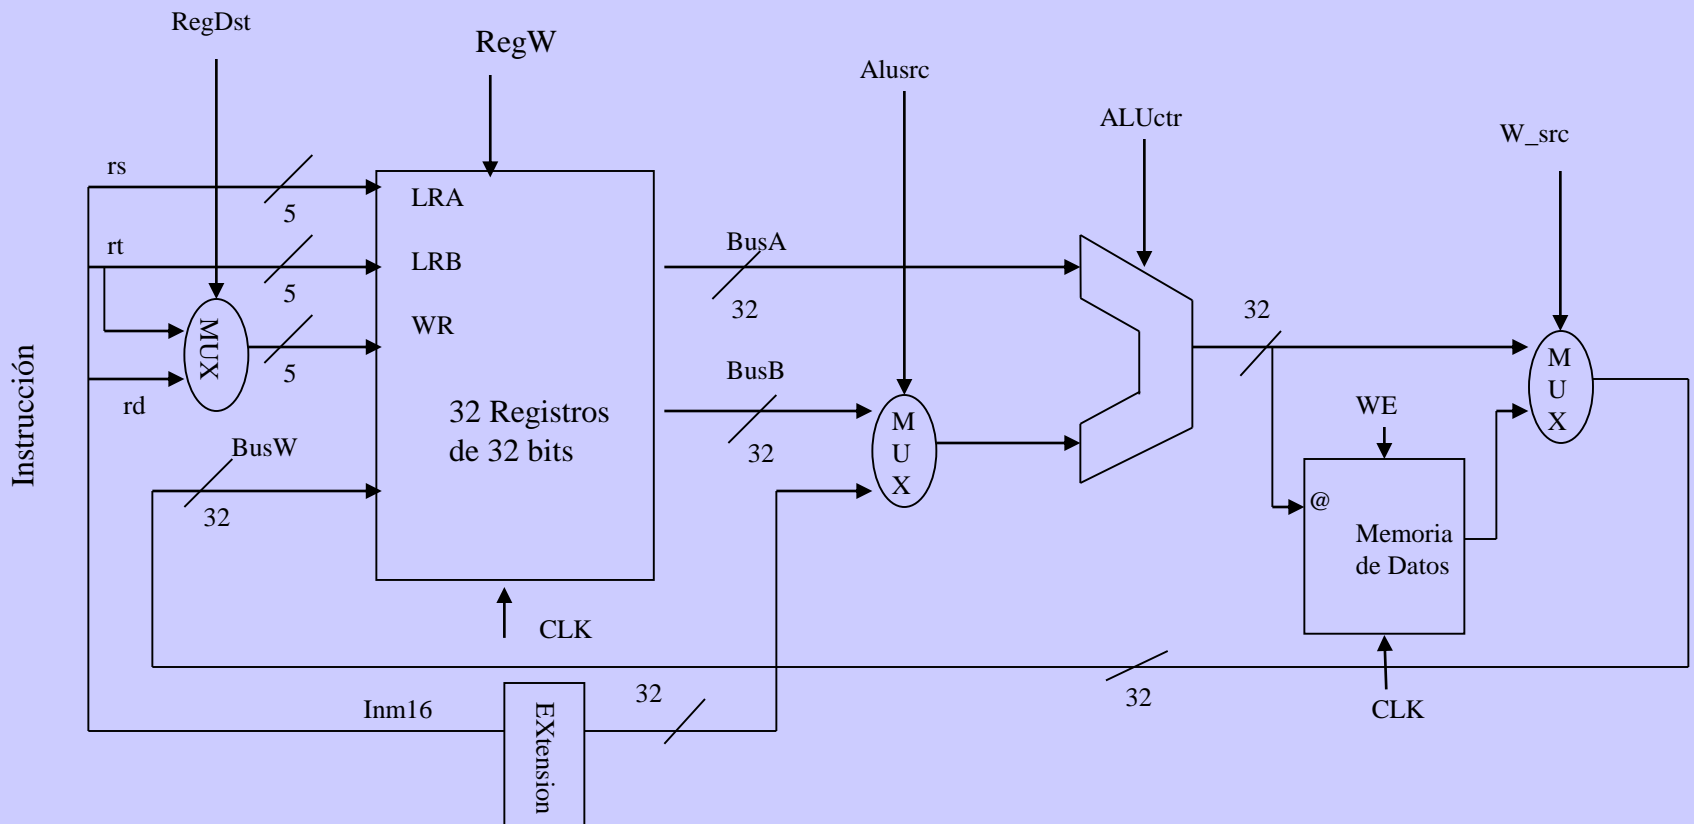 RegDst
RegW
Alusrc
ALUctr
W_src
rs
5
LRA
rt
5
LRB
BusA
32
MUX
5
WR
32
MUX
Instrucción
rd
BusB
32
32 Registros
de 32 bits
MUX
WE
BusW
32
@
Memoria
de Datos
CLK
32
32
CLK
Inm16
EXtension